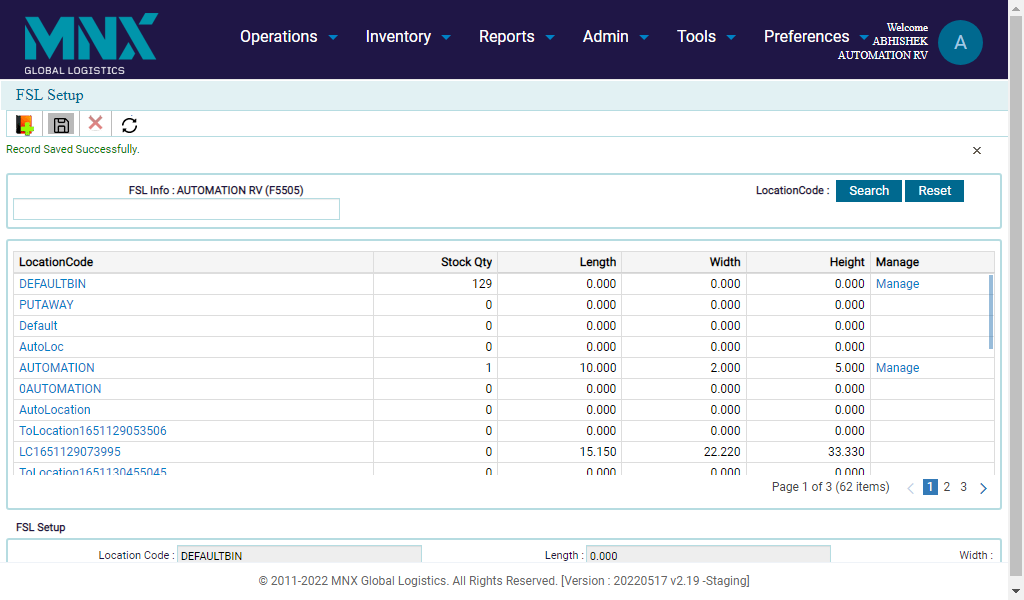 MNX
GLOBAL LOGISTICS
Operations Inventory Reports Admin Tools Preferences
Welcome
ABHISHEK
AUTOMATION RV
A
FSL Setup
Record Saved Successfully.
FSL Info : AUTOMATION RV (F5505)
LocationCode : Search Reset
LocationCode Stock Qty Length Width Height Manage
DEFAULTBIN 129 0.000 0.000 0.000 Manage
PUTAWAY 0 0.000 0.000 0.000
Default 0 0.000 0.000 0.000
AutoLoc 0 0.000 0.000 0.000
AUTOMATION 1 10.000 2.000 5.000 Manage
0AUTOMATION 0 0.000 0.000 0.000
AutoLocation 0 0.000 0.000 0.000
ToLocation1651129053506 0 0.000 0.000 0.000
LC1651129073995 0 15.150 22.220 33.330
ToLocation1651130455045 0 0.000 0.000 0.000
Page 1 of 3 (62 items) 1 2 3
FSL Setup
Location Code : DEFAULTBIN Length : 0.000 Width :
© 2011-2022 MNX Global Logistics. All Rights Reserved. [Version : 20220517 v2.19 -Staging]